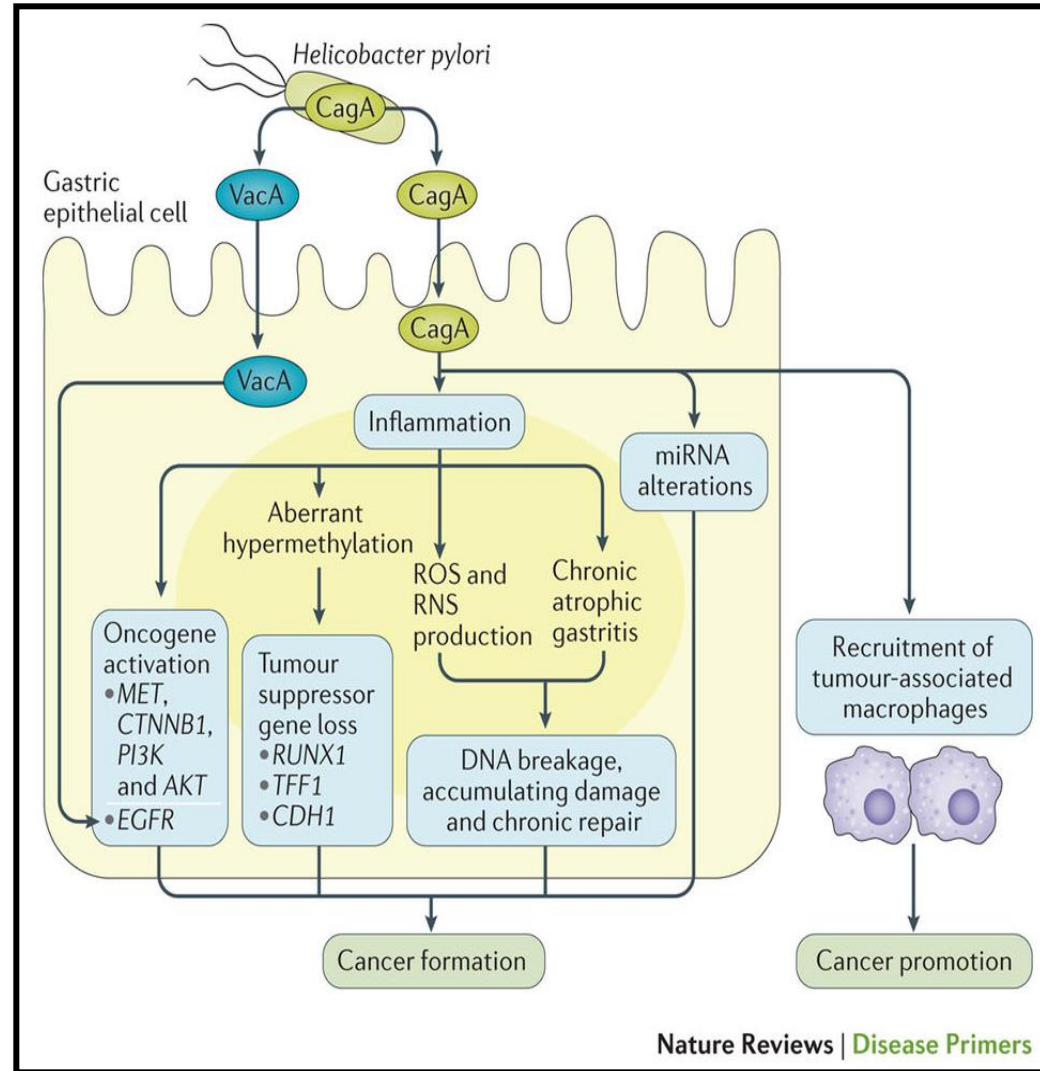 Helicobacter pylori
CagA
VacA
CagA
Gastric
epithelial cell
CagA
VacA
Inflammation
miRNA
alterations
Aberrant
hypermethylation
ROS and
RNS
production
Chronic
atrophic
gastritis
Oncogene
activation
•MET,
CTNNB1,
PI3K
and AKT
•EGFR
Tumour
suppressor
gene loss
•RUNX1
•TFF1
•CDH1
DNA breakage,
accumulating damage
and chronic repair
Recruitment of
tumour-associated
macrophages
Cancer formation
Cancer promotion
Nature Reviews | Disease Primers